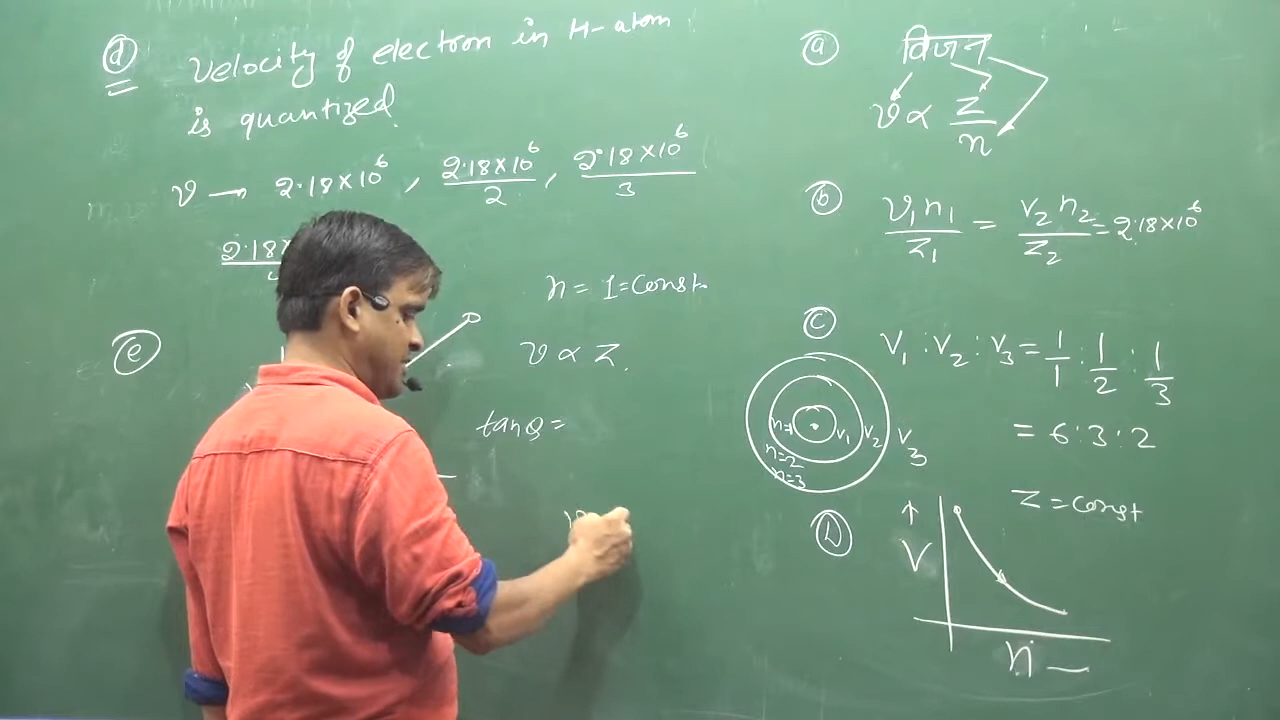 d Velocity of electron in H-atom
is quantized.
v → 2.18×10⁶, 2.18×10⁶/2, 2.18×10⁶/3
2.18
e
n = 1 = Const.
v ∝ Z.
tanθ =
a विजन
v ∝ Z/n
b v₁n₁/Z₁ = v₂n₂/Z₂ = 2.18×10⁶
c V₁ : V₂ : V₃ = 1/1 : 1/2 : 1/3
= 6 : 3 : 2
n=1 V₁ V₂ V₃
n=2
n=3
Z = const
D ↑ V
n —